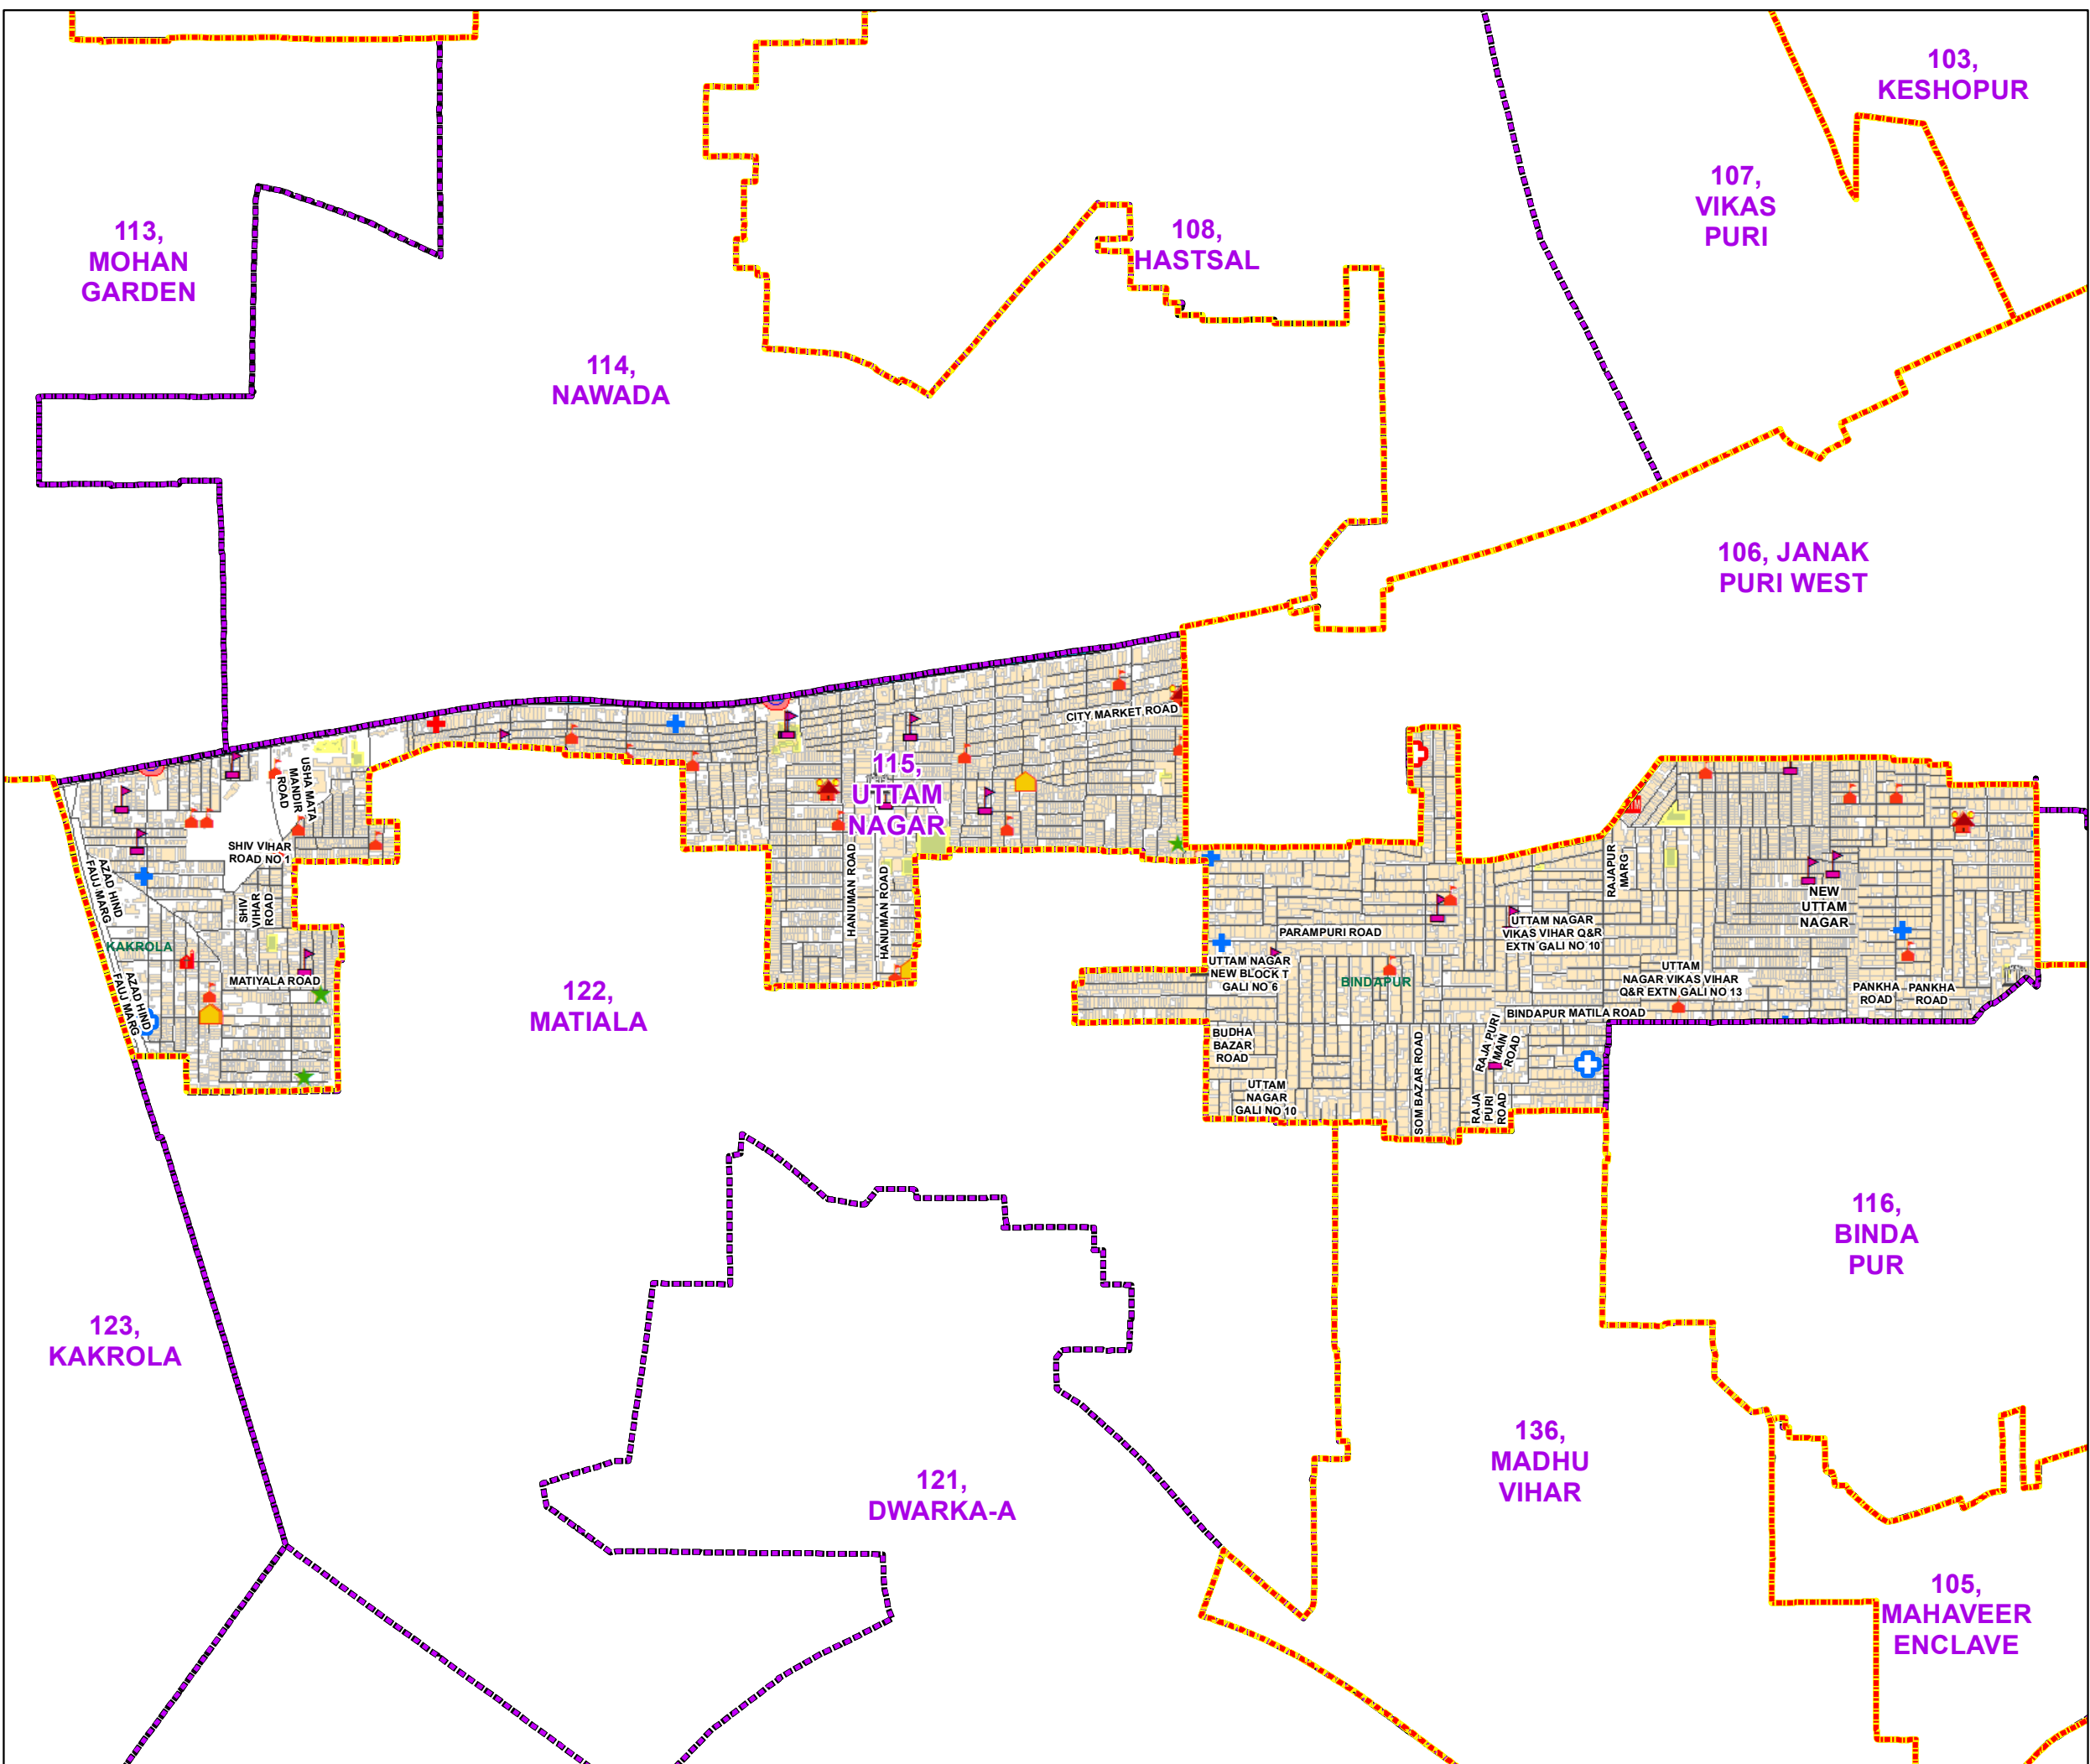 103,
KESHOPUR
107,
VIKAS
PURI
113,
MOHAN
GARDEN
108,
HASTSAL
114,
NAWADA
106, JANAK
PURI WEST
CITY MARKET ROAD
115,
UTTAM
NAGAR
USHA MATA
MANDIR
ROAD
SHIV VIHAR
ROAD NO 1
AZAD HIND
FAUJ MARG
SHIV
VIHAR
ROAD
HANUMAN ROAD
HANUMAN ROAD
RAJAPUR
MARG
NEW
UTTAM
NAGAR
PARAMPURI ROAD
UTTAM NAGAR
VIKAS VIHAR Q&R
EXTN GALI NO 10
KAKROLA
MATIYALA ROAD
AZAD HIND
FAUJ MARG
UTTAM NAGAR
NEW BLOCK T
GALI NO 6
BINDAPUR
UTTAM
NAGAR VIKAS VIHAR
Q&R EXTN GALI NO 13
PANKHA
ROAD
PANKHA
ROAD
122,
MATIALA
BINDAPUR MATILA ROAD
BUDHA
BAZAR
ROAD
SOM BAZAR ROAD
RAJA PURI
MAIN
ROAD
UTTAM
NAGAR
GALI NO 10
RAJA
PURI
ROAD
116,
BINDA
PUR
123,
KAKROLA
121,
DWARKA-A
136,
MADHU
VIHAR
105,
MAHAVEER
ENCLAVE